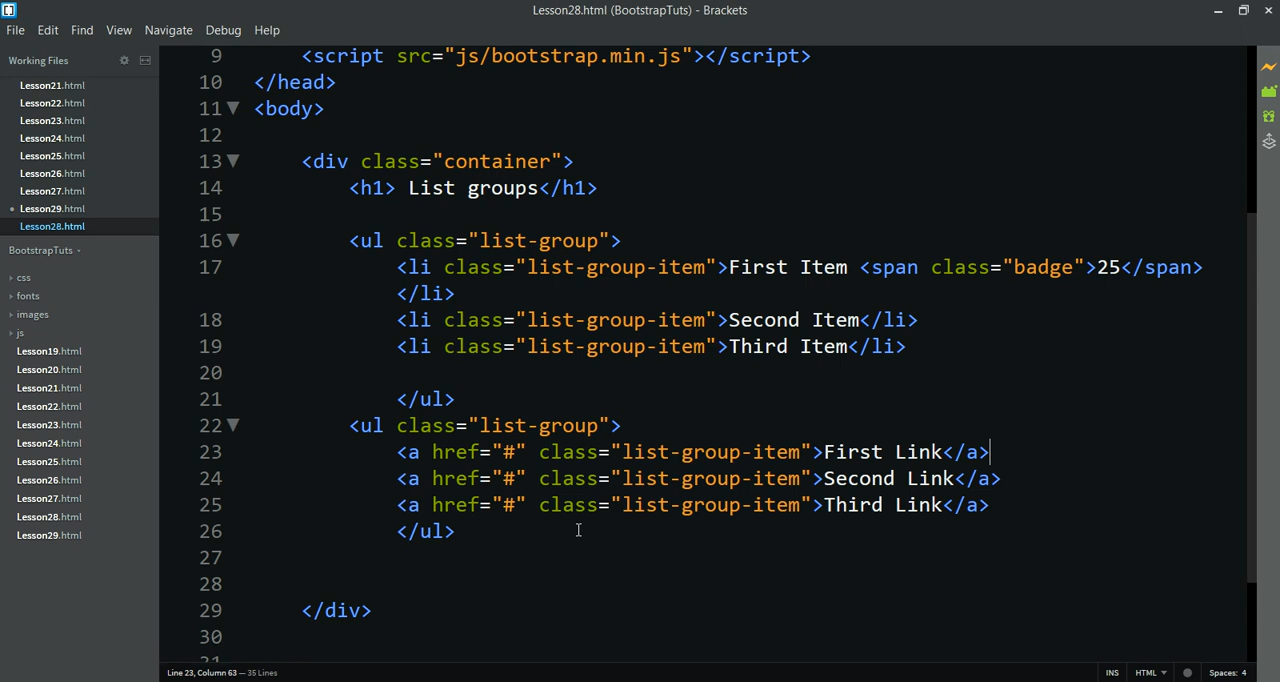 Lesson28.html (BootstrapTuts) - Brackets
File Edit Find View Navigate Debug Help
Working Files
Lesson21.html
Lesson22.html
Lesson23.html
Lesson24.html
Lesson25.html
Lesson26.html
Lesson27.html
Lesson29.html
Lesson28.html
BootstrapTuts
css
fonts
images
js
Lesson19.html
Lesson20.html
Lesson21.html
Lesson22.html
Lesson23.html
Lesson24.html
Lesson25.html
Lesson26.html
Lesson27.html
Lesson28.html
Lesson29.html
9 <script src="js/bootstrap.min.js"></script>
10 </head>
11 <body>
12
13 <div class="container">
14 <h1> List groups</h1>
15
16 <ul class="list-group">
17 <li class="list-group-item">First Item <span class="badge">25</span>
</li>
18 <li class="list-group-item">Second Item</li>
19 <li class="list-group-item">Third Item</li>
20
21 </ul>
22 <ul class="list-group">
23 <a href="#" class="list-group-item">First Link</a>
24 <a href="#" class="list-group-item">Second Link</a>
25 <a href="#" class="list-group-item">Third Link</a>
26 </ul>
27
28
29 </div>
30
31
Line 23, Column 63 — 35 Lines
INS HTML Spaces: 4